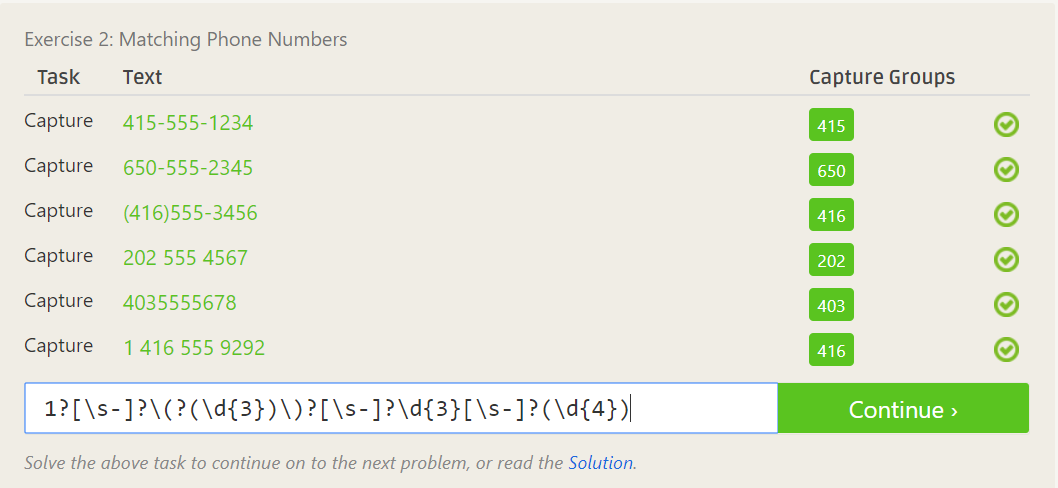 Exercise 2: Matching Phone Numbers
Task Text Capture Groups
Capture 415-555-1234 415
Capture 650-555-2345 650
Capture (416)555-3456 416
Capture 202 555 4567 202
Capture 4035555678 403
Capture 1 416 555 9292 416
1?[\s-]?\(?(\d{3})\)?[\s-]?\d{3}[\s-]?(\d{4}) Continue ›
Solve the above task to continue on to the next problem, or read the Solution.